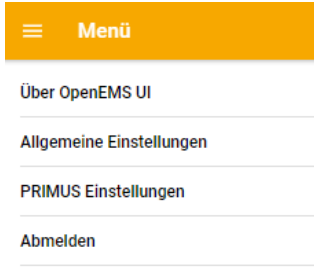 Menü
Über OpenEMS UI
Allgemeine Einstellungen
PRIMUS Einstellungen
Abmelden